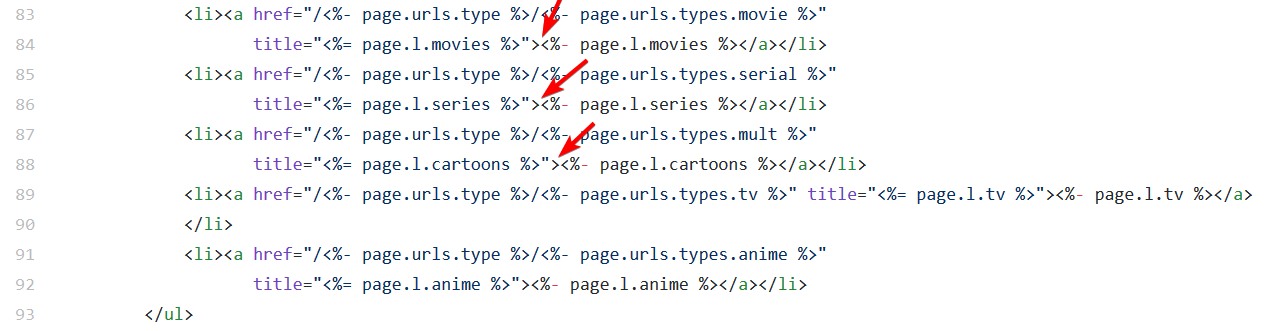 83 <li><a href="/<%- page.urls.type %>/<%- page.urls.types.movie %>"
84 title="<%= page.l.movies %>"><%- page.l.movies %></a></li>
85 <li><a href="/<%- page.urls.type %>/<%- page.urls.types.serial %>"
86 title="<%= page.l.series %>"><%- page.l.series %></a></li>
87 <li><a href="/<%- page.urls.type %>/<%- page.urls.types.mult %>"
88 title="<%= page.l.cartoons %>"><%- page.l.cartoons %></a></li>
89 <li><a href="/<%- page.urls.type %>/<%- page.urls.types.tv %>" title="<%= page.l.tv %>"><%- page.l.tv %></a>
90 </li>
91 <li><a href="/<%- page.urls.type %>/<%- page.urls.types.anime %>"
92 title="<%= page.l.anime %>"><%- page.l.anime %></a></li>
93 </ul>